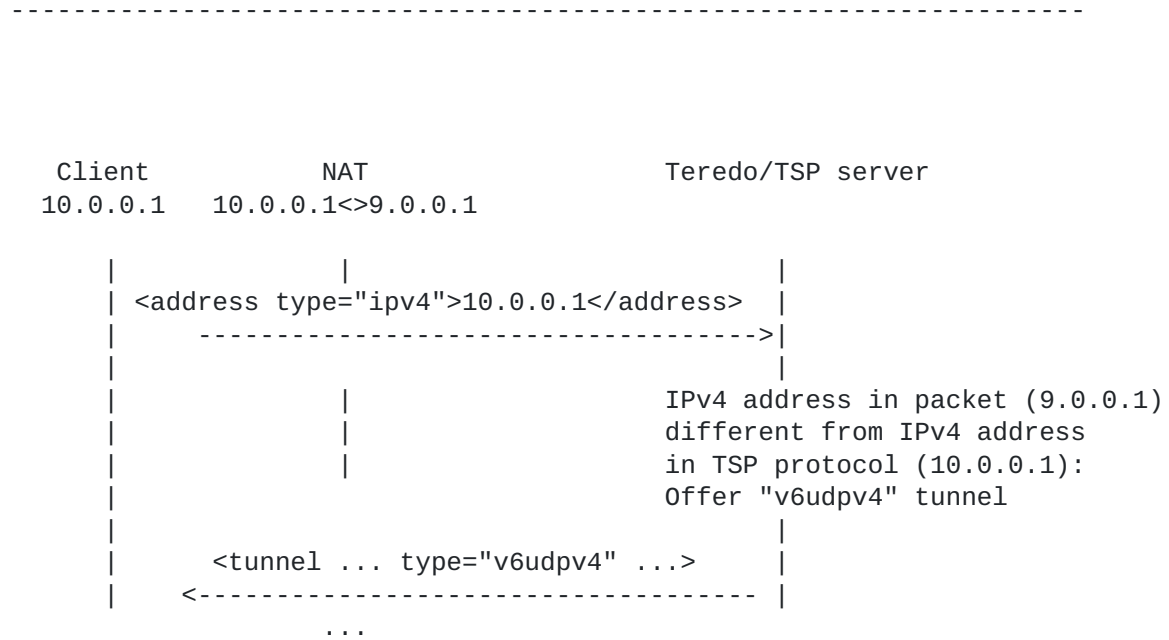 ---------------------------------------------------------------------
Client NAT Teredo/TSP server
10.0.0.1 10.0.0.1<>9.0.0.1
| | |
| <address type="ipv4">10.0.0.1</address> |
| ------------------------------------>|
| |
| | IPv4 address in packet (9.0.0.1)
| | different from IPv4 address
| | in TSP protocol (10.0.0.1):
| Offer "v6udpv4" tunnel
| |
| <tunnel ... type="v6udpv4" ...> |
| <------------------------------------ |
...